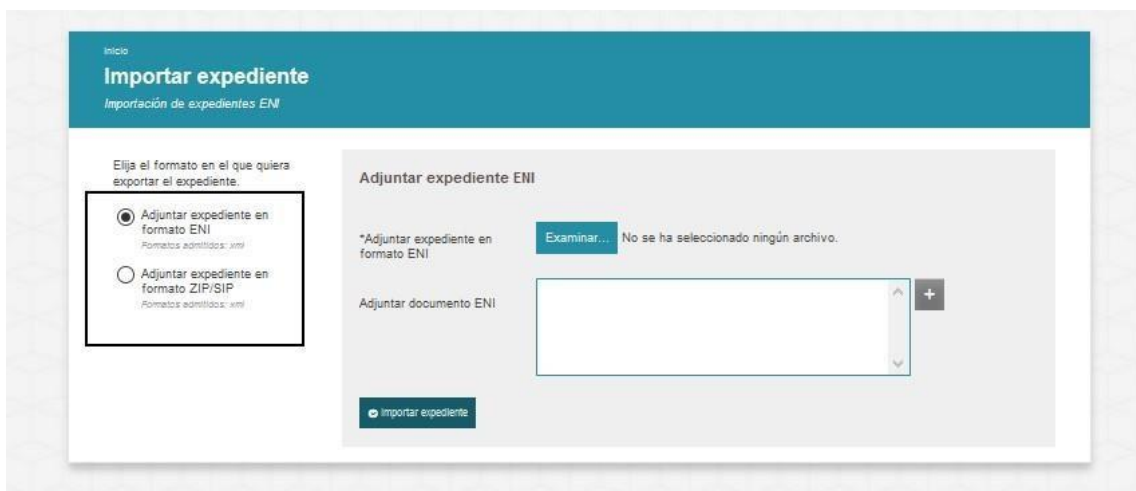 Inicio
Importar expediente
Importación de expedientes ENI
Elija el formato en el que quiera
exportar el expediente.
Adjuntar expediente en
formato ENI
Formatos admitidos: xml
Adjuntar expediente en
formato ZIP/SIP
Formatos admitidos: xml
Adjuntar expediente ENI
*Adjuntar expediente en
formato ENI
Examinar... No se ha seleccionado ningún archivo.
Adjuntar documento ENI
+
Importar expediente